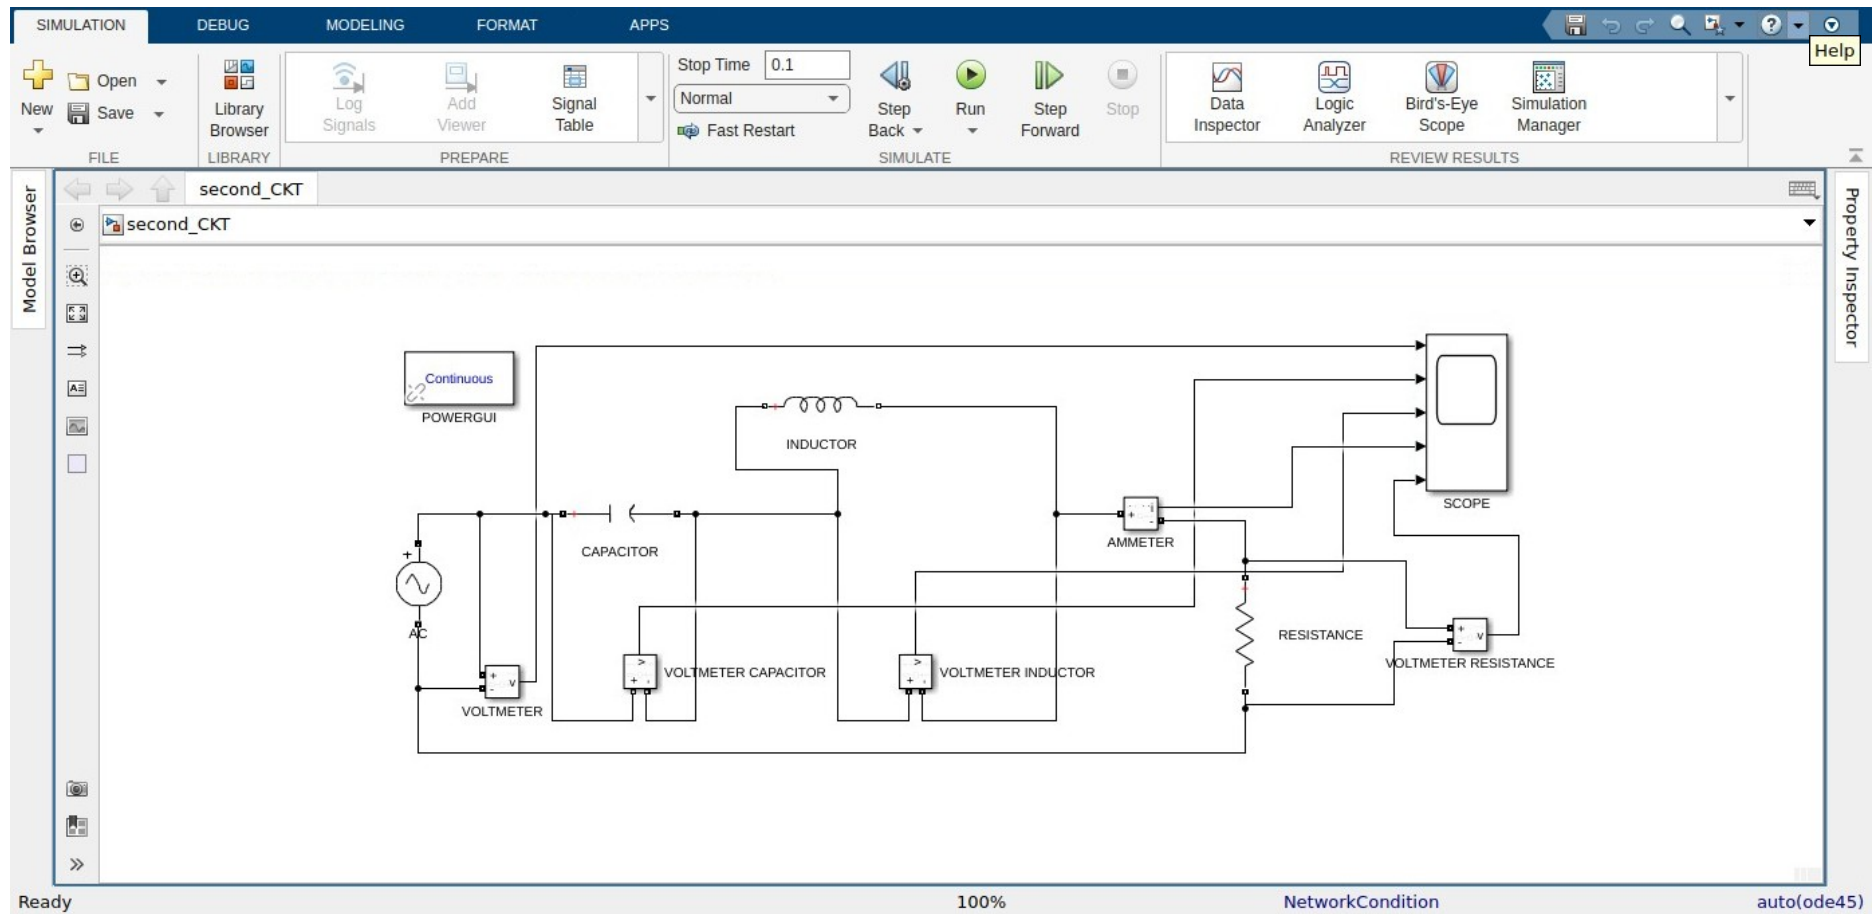 SIMULATION
DEBUG
MODELING
FORMAT
APPS
Help
New
Open
Save
FILE
Library
Browser
LIBRARY
Log
Signals
Add
Viewer
Signal
Table
PREPARE
Stop Time 0.1
Normal
Fast Restart
Step
Back
Run
Step
Forward
Stop
SIMULATE
Data
Inspector
Logic
Analyzer
Bird's-Eye
Scope
Simulation
Manager
REVIEW RESULTS
Model Browser
Property Inspector
second_CKT
second_CKT
Continuous
POWERGUI
INDUCTOR
SCOPE
CAPACITOR
i
+
-
AMMETER
+
AC
RESISTANCE
+
-
v
VOLTMETER RESISTANCE
+
-
v
VOLTMETER
+
-
v
VOLTMETER CAPACITOR
+
-
v
VOLTMETER INDUCTOR
Ready
100%
NetworkCondition
auto(ode45)